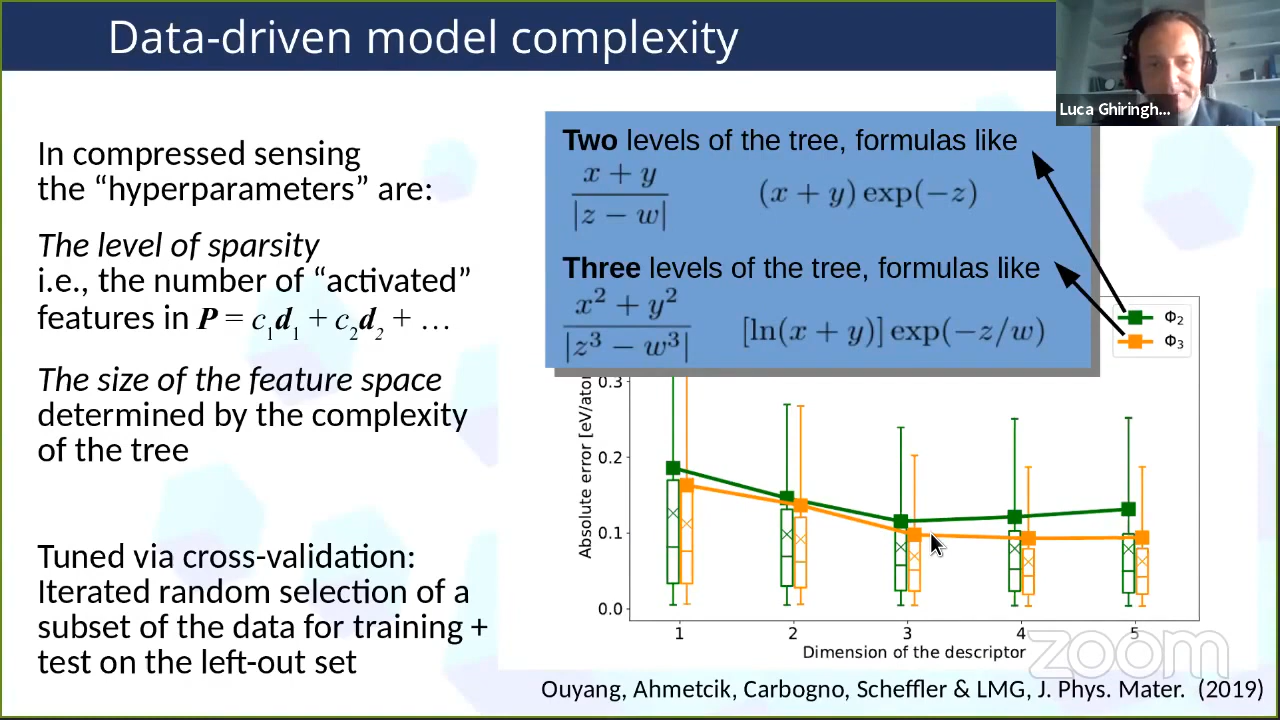 Data-driven model complexity
Luca Ghiringh...
In compressed sensing
the “hyperparameters” are:
The level of sparsity
i.e., the number of “activated”
features in P = c₁d₁ + c₂d₂ + …
The size of the feature space
determined by the complexity
of the tree
Tuned via cross-validation:
Iterated random selection of a
subset of the data for training +
test on the left-out set
Two levels of the tree, formulas like
(x + y) / |z − w|
(x + y) exp(−z)
Three levels of the tree, formulas like
(x² + y²) / |z³ − w³|
[ln(x + y)] exp(−z/w)
Φ₂
Φ₃
Absolute error [eV/atom
0.3
0.2
0.1
0.0
1 2 3 4 5
Dimension of the descriptor
zoom
Ouyang, Ahmetcik, Carbogno, Scheffler & LMG, J. Phys. Mater. (2019)